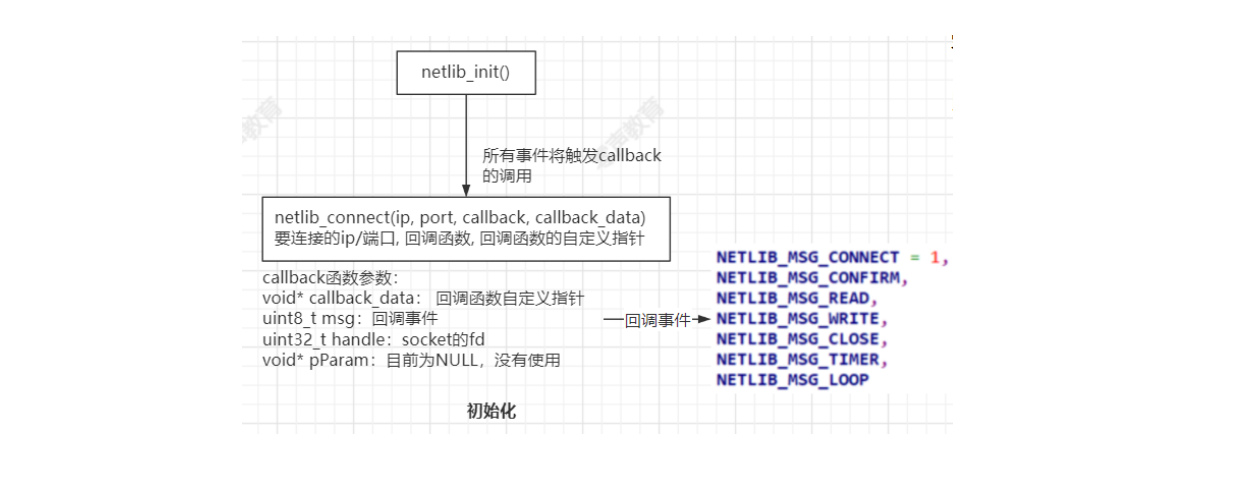 netlib_init()
所有事件将触发callback
的调用
netlib_connect(ip, port, callback, callback_data)
要连接的ip/端口, 回调函数, 回调函数的自定义指针
callback函数参数：
void* callback_data： 回调函数自定义指针
uint8_t msg：回调事件
uint32_t handle：socket的fd
void* pParam：目前为NULL，没有使用
回调事件
NETLIB_MSG_CONNECT = 1,
NETLIB_MSG_CONFIRM,
NETLIB_MSG_READ,
NETLIB_MSG_WRITE,
NETLIB_MSG_CLOSE,
NETLIB_MSG_TIMER,
NETLIB_MSG_LOOP
初始化
教育
声教育